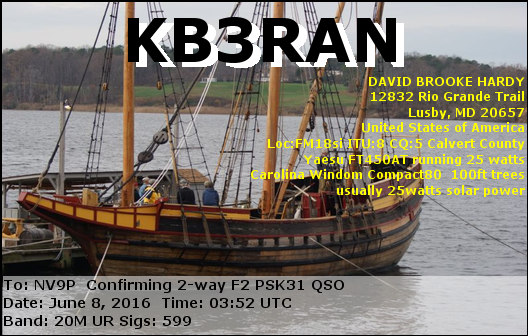 KB3RAN
DAVID BROOKE HARDY
12832 Rio Grande Trail
Lusby, MD 20657
United States of America
Loc:FM18si ITU:8 CQ:5 Calvert County
Yaesu FT450AT running 25 watts
Carolina Windom Compact80  100ft trees
usually 25watts solar power
To: NV9P  Confirming 2-way F2 PSK31 QSO
Date: June 8, 2016  Time: 03:52 UTC
Band: 20M UR Sigs: 599